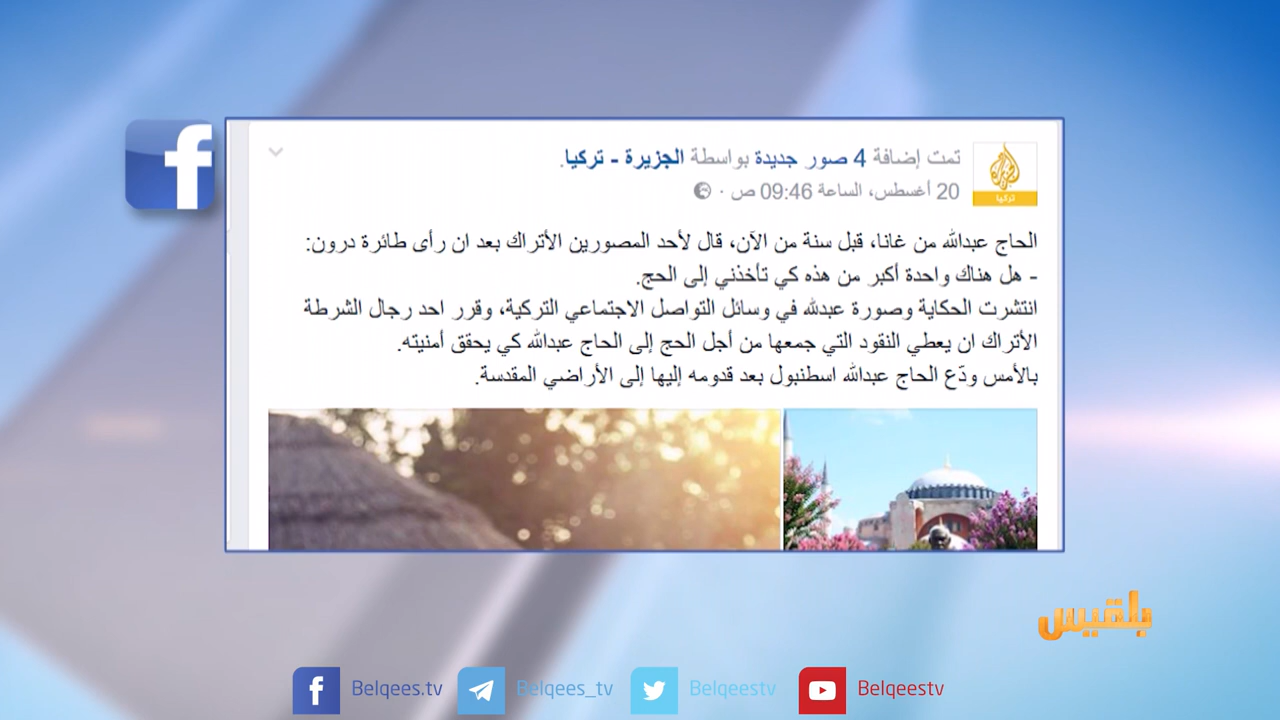 تمت إضافة 4 صور جديدة بواسطة الجزيرة - تركيا.
20 أغسطس، الساعة 09:46 ص ·
تركيا
الحاج عبدالله من غانا، قبل سنة من الآن، قال لأحد المصورين الأتراك بعد ان رأى طائرة درون:
- هل هناك واحدة أكبر من هذه كي تأخذني إلى الحج.
انتشرت الحكاية وصورة عبدلله في وسائل التواصل الاجتماعي التركية، وقرر احد رجال الشرطة
الأتراك ان يعطي النقود التي جمعها من أجل الحج إلى الحاج عبدالله كي يحقق أمنيته.
بالأمس ودّع الحاج عبدالله اسطنبول بعد قدومه إليها إلى الأراضي المقدسة.
بلقيس
Belqees.tv
Belqees_tv
Belqeestv
Belqeestv